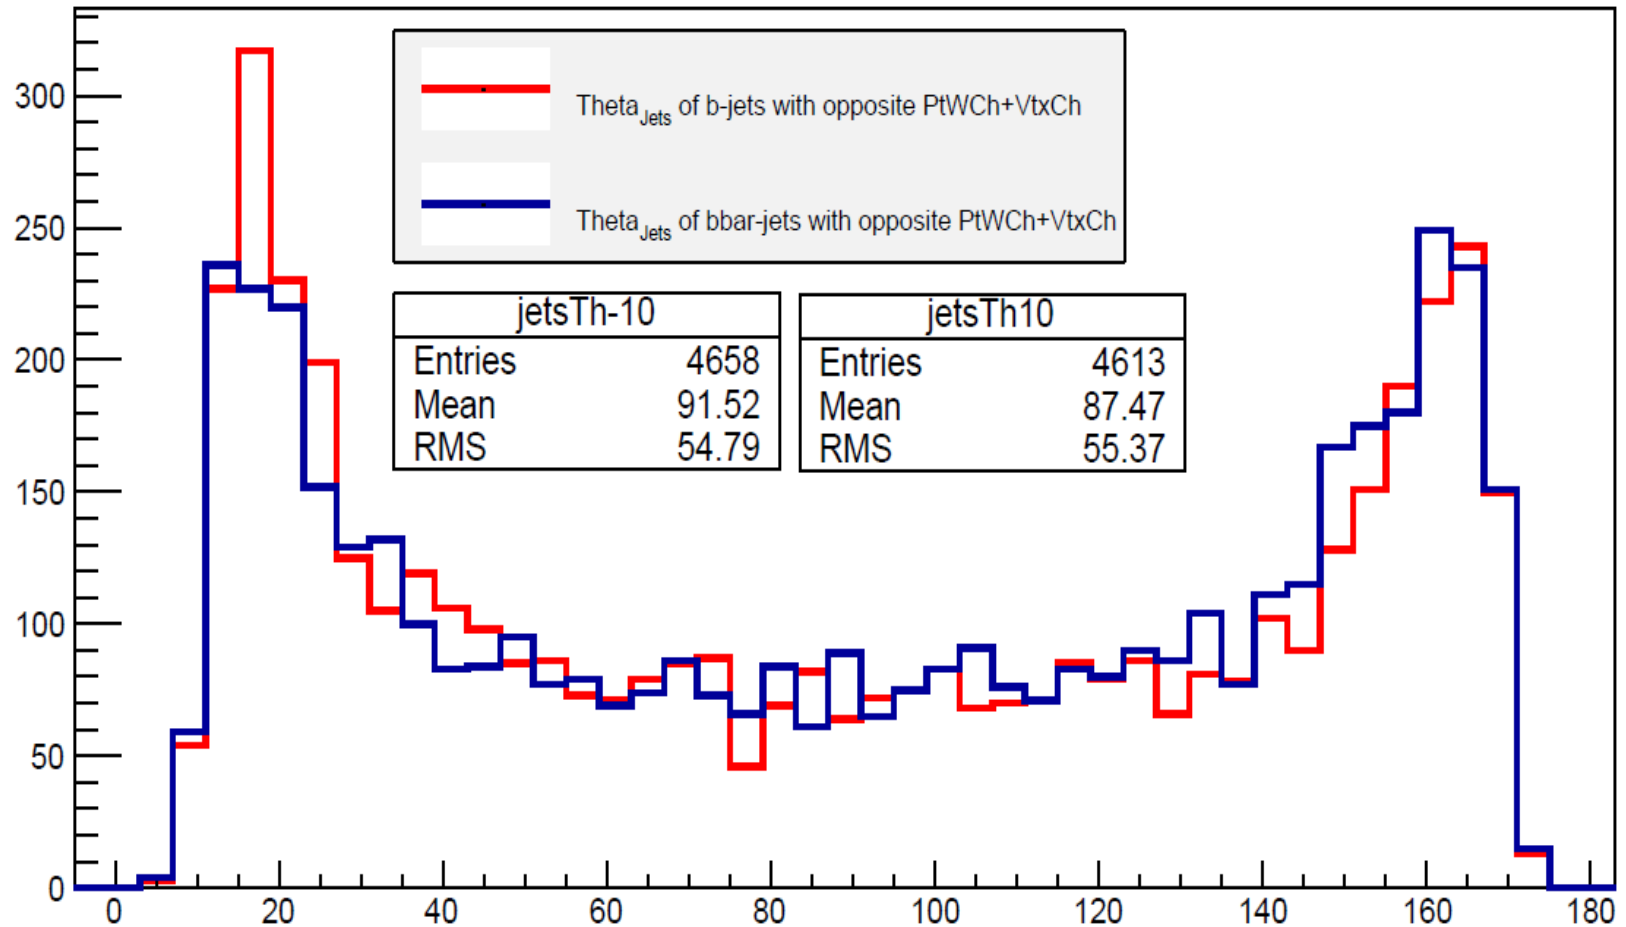 300
250
200
150
100
50
0
Theta_Jets of b-jets with opposite PtWCh+VtxCh
Theta_Jets of bbar-jets with opposite PtWCh+VtxCh
jetsTh-10
Entries 4658
Mean 91.52
RMS 54.79
jetsTh10
Entries 4613
Mean 87.47
RMS 55.37
0 20 40 60 80 100 120 140 160 180